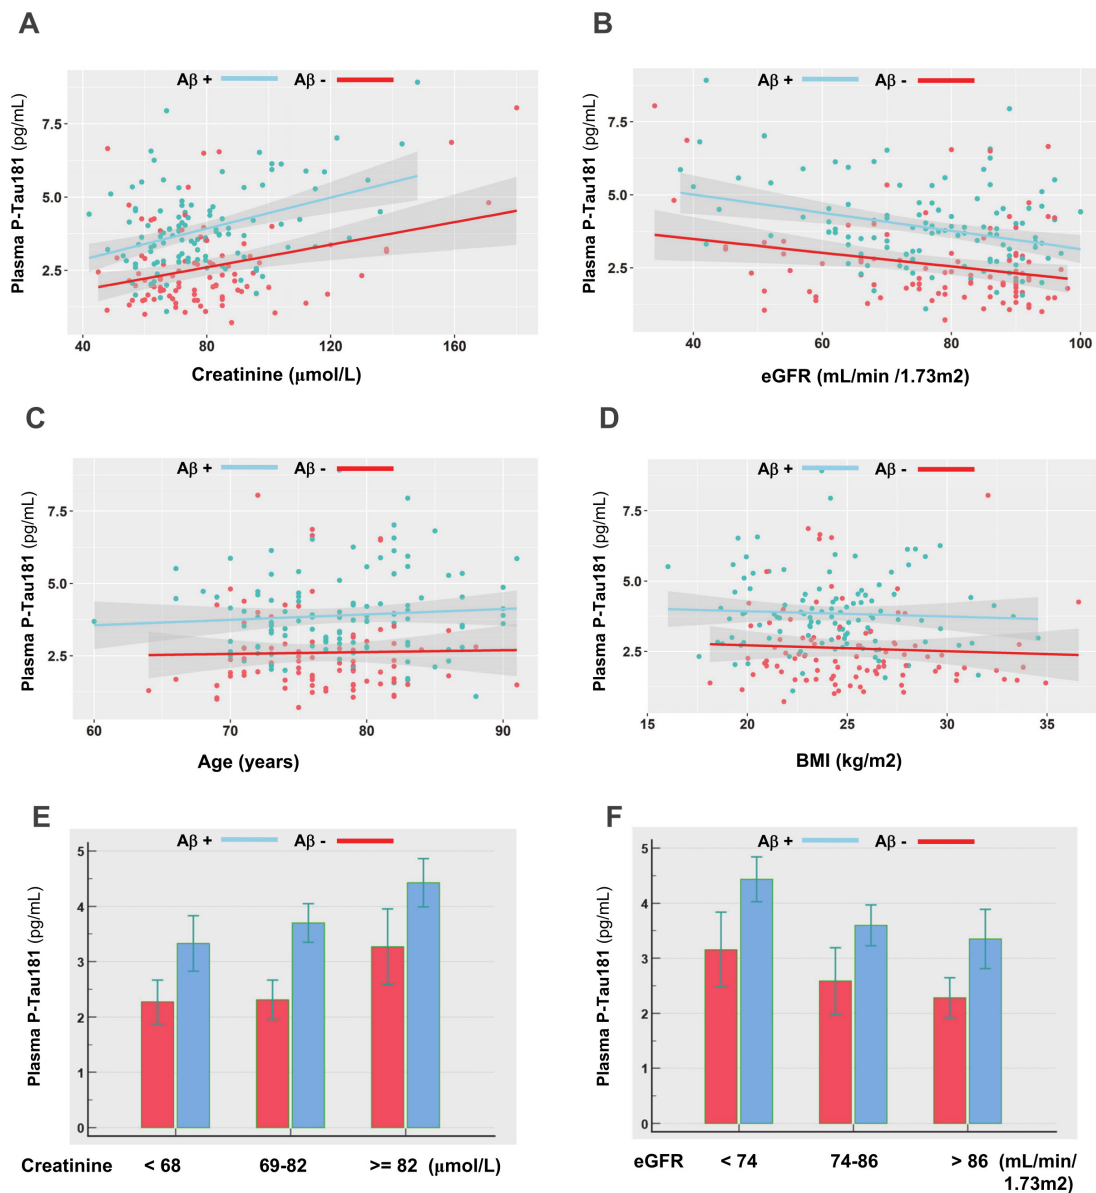 A
Aβ + Aβ -
Plasma P-Tau181 (pg/mL)
7.5
5.0
2.5
40 80 120 160
Creatinine (μmol/L)
B
Aβ + Aβ -
Plasma P-Tau181 (pg/mL)
7.5
5.0
2.5
40 60 80 100
eGFR (mL/min /1.73m2)
C
Aβ + Aβ -
Plasma P-Tau181 (pg/mL)
7.5
5.0
2.5
60 70 80 90
Age (years)
D
Aβ + Aβ -
Plasma P-Tau181 (pg/mL)
7.5
5.0
2.5
15 20 25 30 35
BMI (kg/m2)
E
Aβ + Aβ -
Plasma P-Tau181 (pg/mL)
5
4
3
2
1
0
Creatinine < 68 69-82 >= 82 (μmol/L)
F
Aβ + Aβ -
Plasma P-Tau181 (pg/mL)
5
4
3
2
1
0
eGFR < 74 74-86 > 86 (mL/min/
1.73m2)